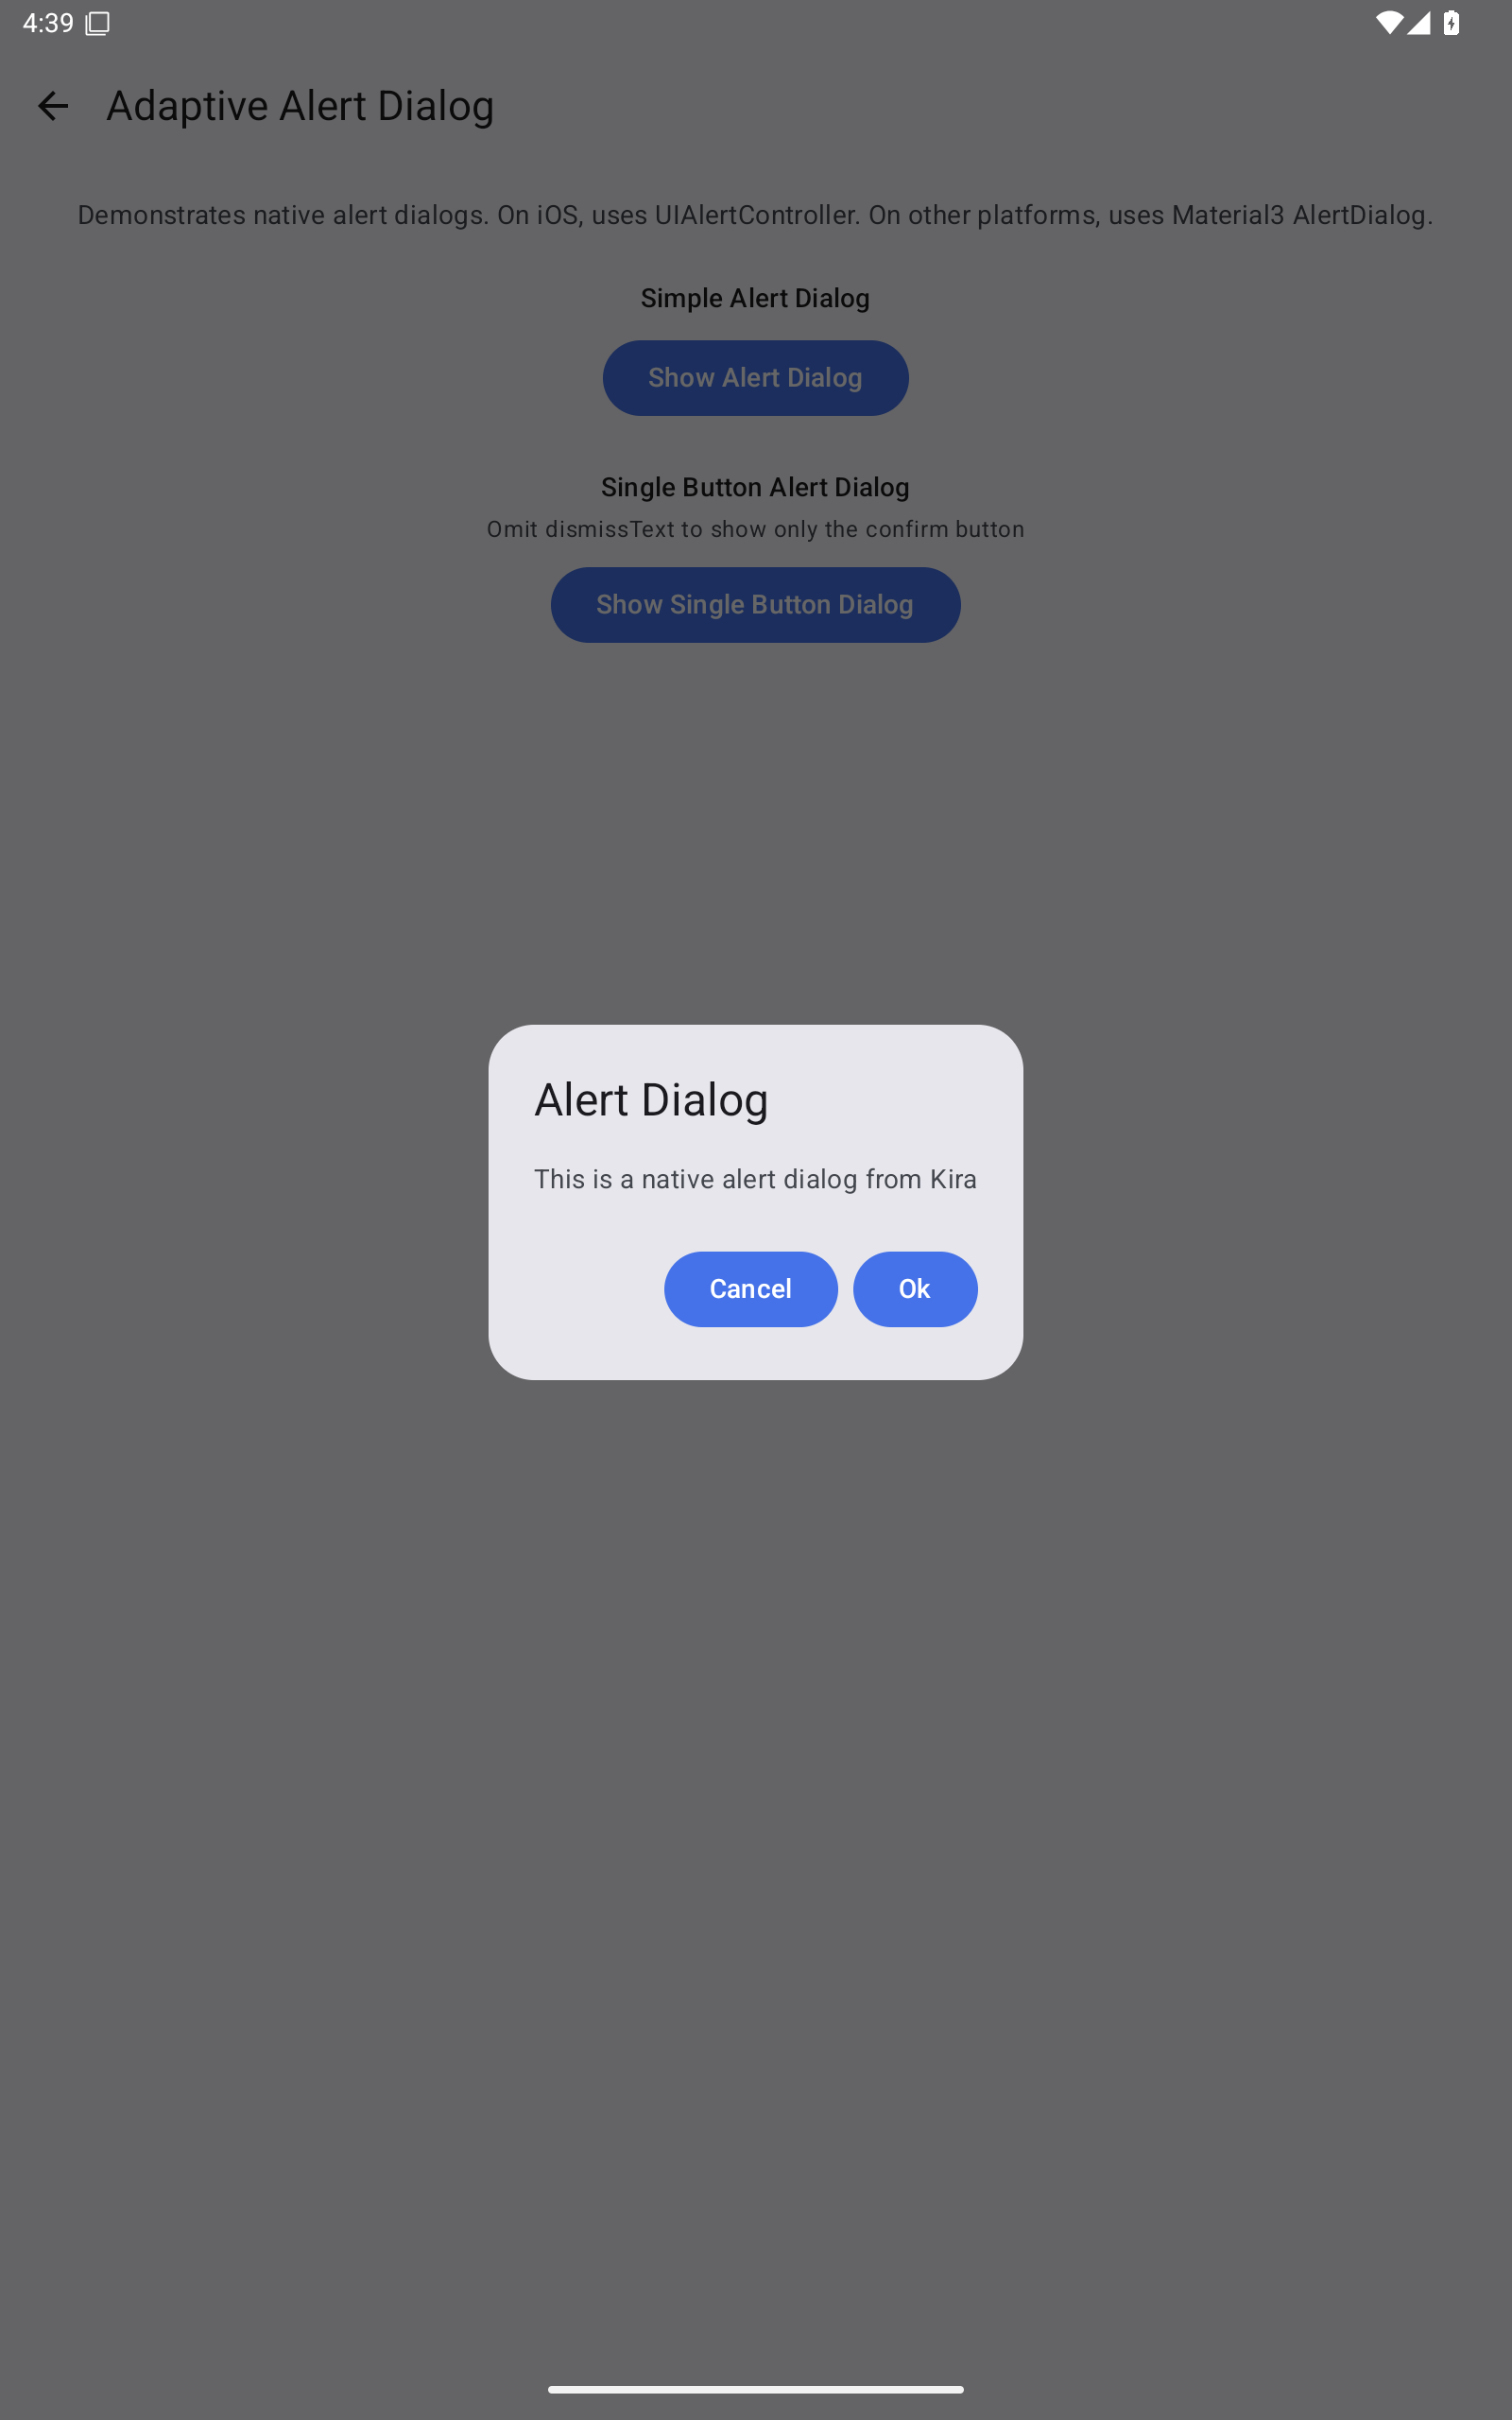 4:39
Adaptive Alert Dialog
Demonstrates native alert dialogs. On iOS, uses UIAlertController. On other platforms, uses Material3 AlertDialog.
Simple Alert Dialog
Show Alert Dialog
Single Button Alert Dialog
Omit dismissText to show only the confirm button
Show Single Button Dialog
Alert Dialog
This is a native alert dialog from Kira
Cancel
Ok